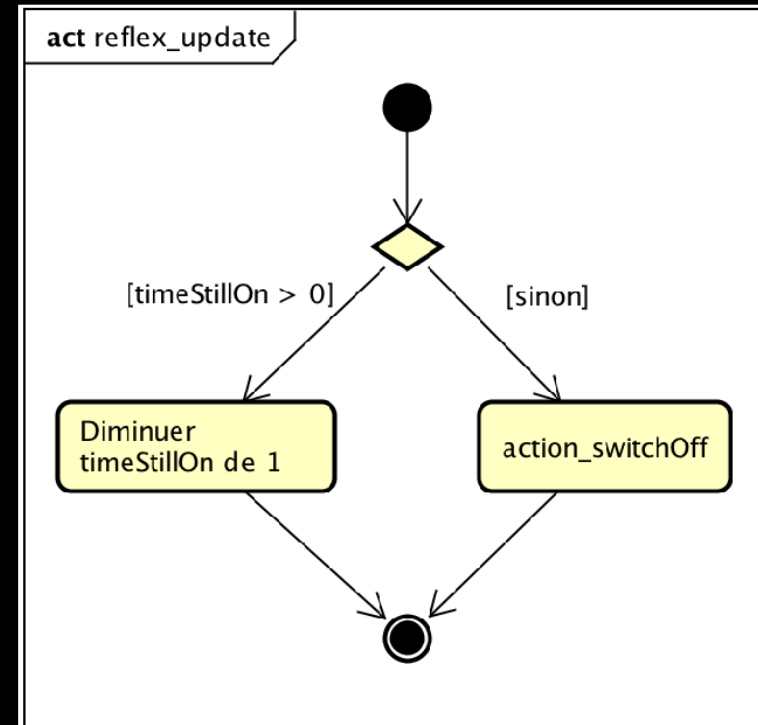 act reflex_update
[timeStillOn > 0]
[sinon]
Diminuer
timeStillOn de 1
action_switchOff